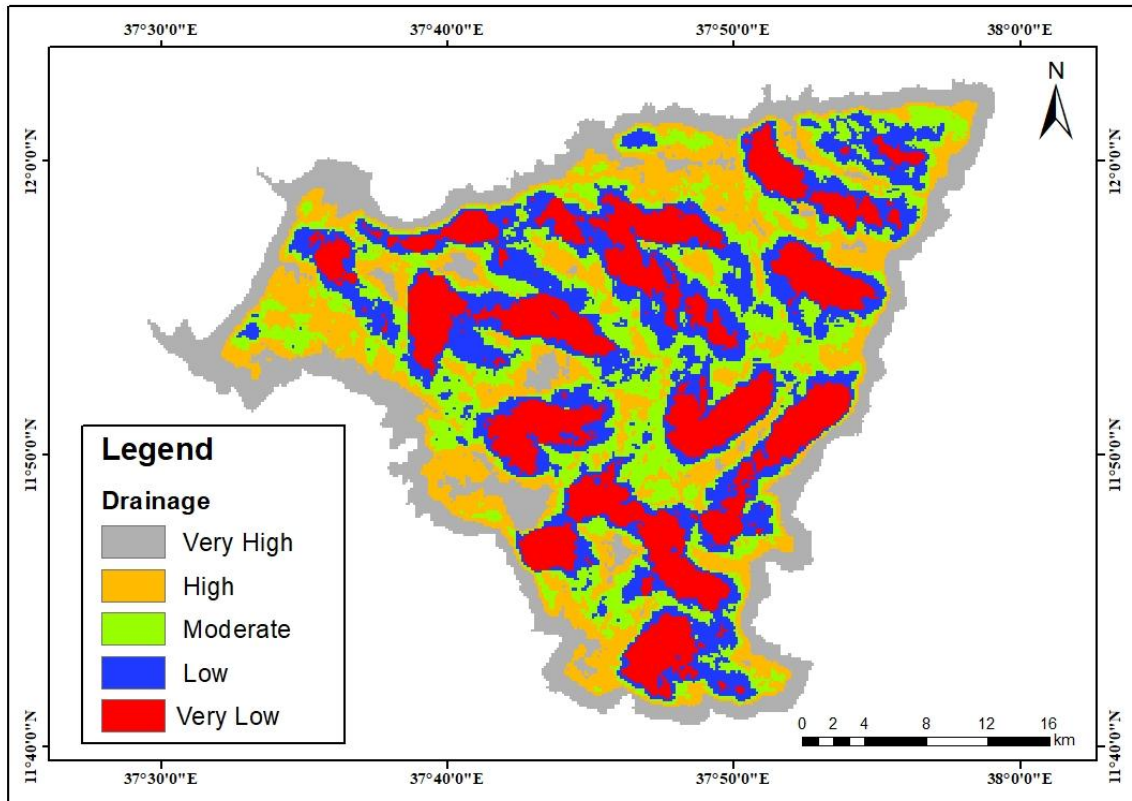 37°30'0"E 37°40'0"E 37°50'0"E 38°0'0"E
N
12°0'0"N 12°0'0"N
11°50'0"N 11°50'0"N
Legend
Drainage
Very High
High
Moderate
Low
Very Low
0 2 4 8 12 16
km
11°40'0"N 11°40'0"N
37°30'0"E 37°40'0"E 37°50'0"E 38°0'0"E